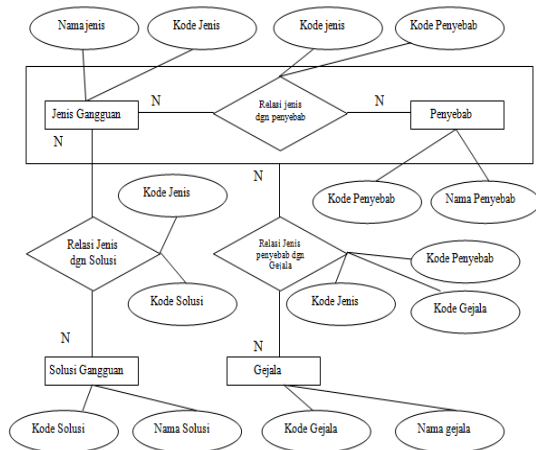 Nama jenis
Kode Jenis
Kode jenis
Kode Penyebab
N
N
Jenis Gangguan
Relasi jenis
dgn penyebab
Penyebab
N
N
Kode Jenis
Kode Penyebab
Nama Penyebab
Relasi Jenis
dgn Solusi
Relasi Jenis
penyebab dgn
Gejala
Kode Penyebab
Kode Solusi
Kode Jenis
Kode Gejala
N
N
Solusi Gangguan
Gejala
Kode Solusi
Nama Solusi
Kode Gejala
Nama gejala